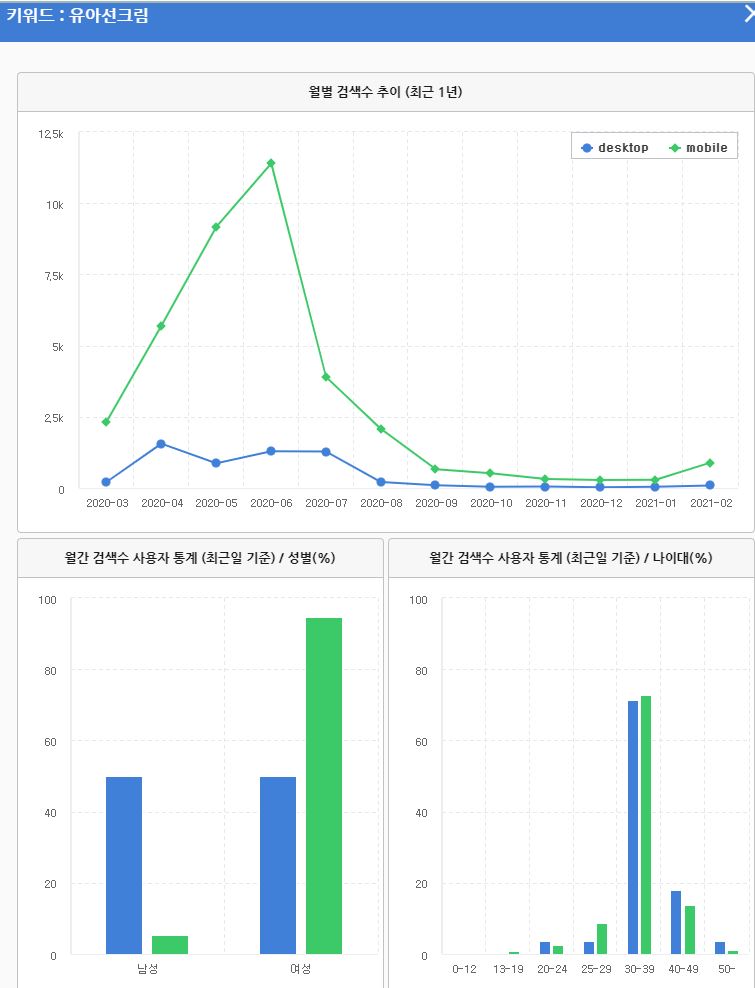 키워드 : 유아선크림
월별 검색수 추이 (최근 1년)
desktop mobile
12,5k
10k
7,5k
5k
2,5k
0
2020-03 2020-04 2020-05 2020-06 2020-07 2020-08 2020-09 2020-10 2020-11 2020-12 2021-01 2021-02
월간 검색수 사용자 통계 (최근일 기준) / 성별(%)
100
80
60
40
20
0
남성 여성
월간 검색수 사용자 통계 (최근일 기준) / 나이대(%)
100
80
60
40
20
0
0-12 13-19 20-24 25-29 30-39 40-49 50-